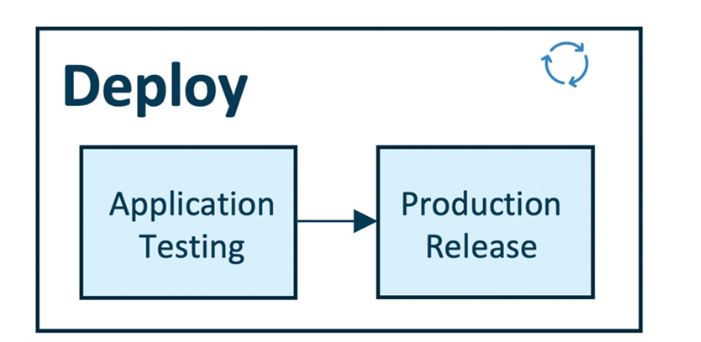 Deploy
Application
Testing
Production
Release